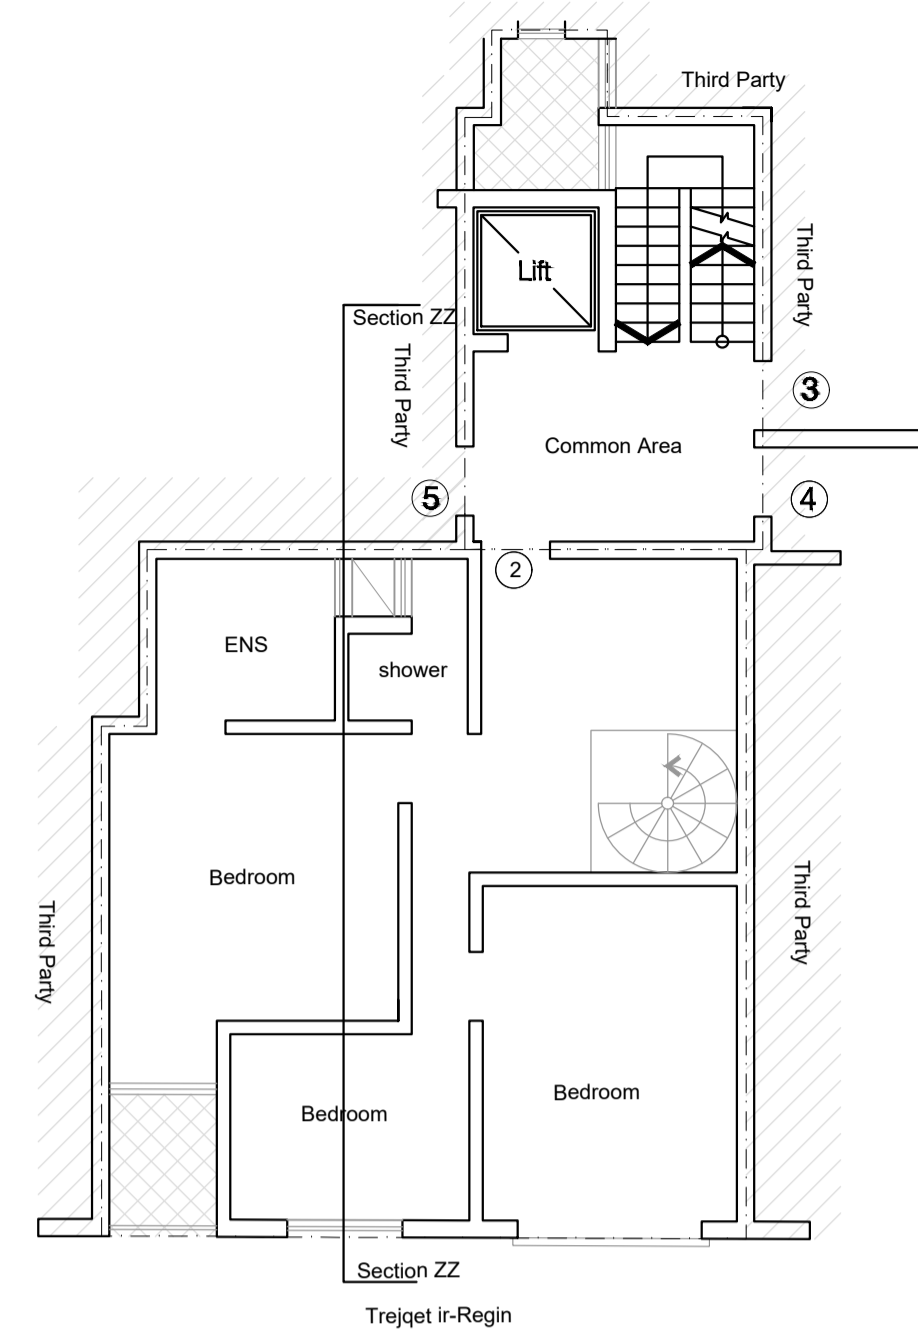 Third Party
Third Party
Lift
Section ZZ
Third Party
3
Common Area
5
4
2
ENS
shower
Bedroom
Third Party
Third Party
Bedroom
Bedroom
Section ZZ
Trejqet ir-Regin